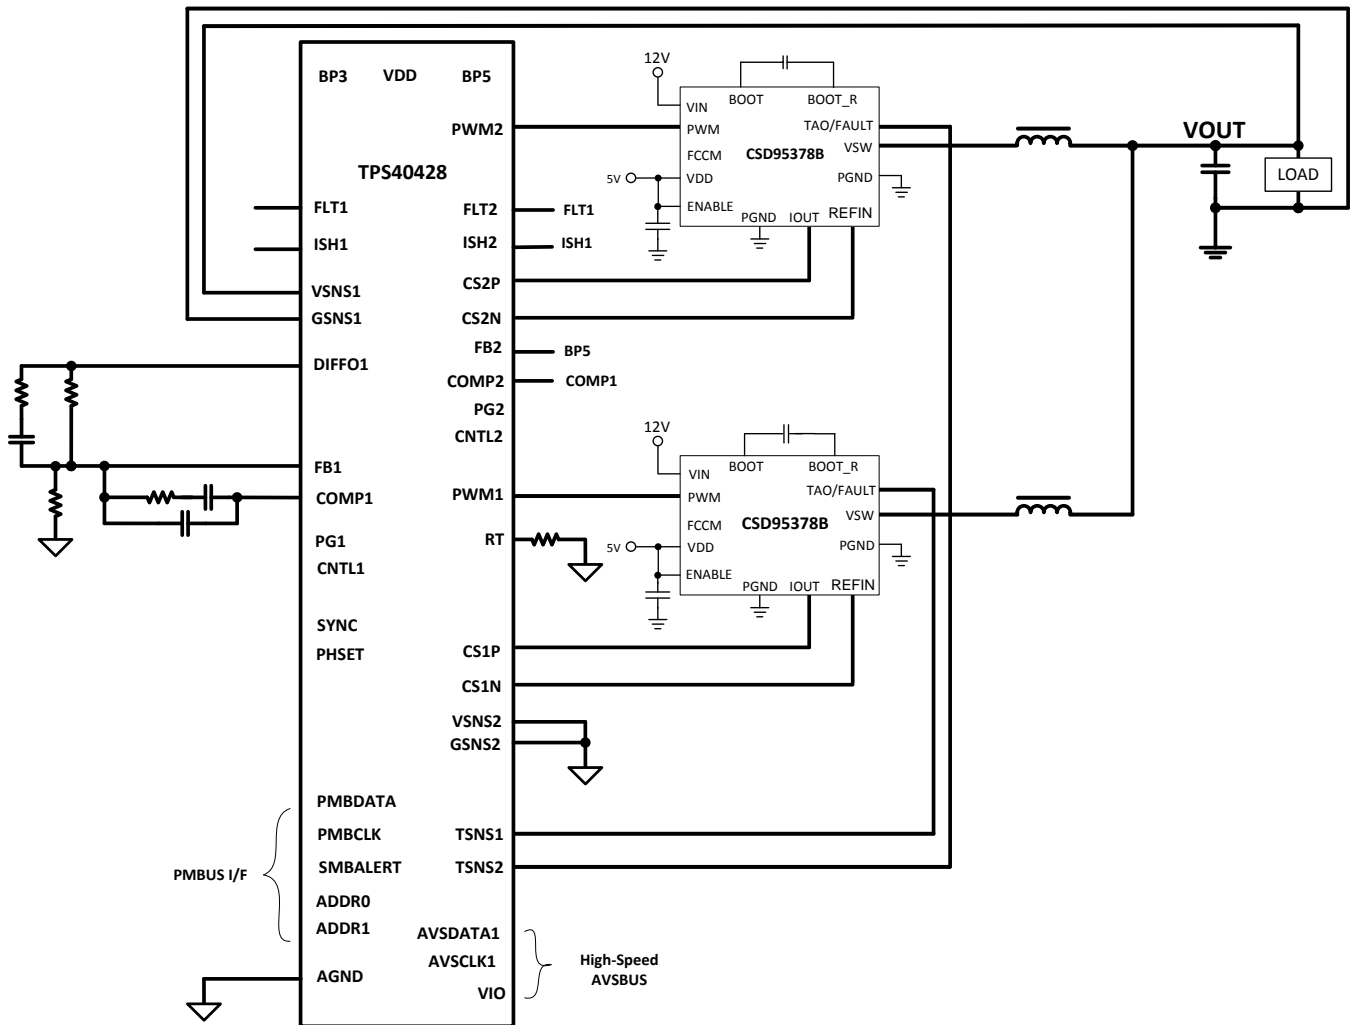 BP3 VDD BP5
TPS40428
FLT1
ISH1
VSNS1
GSNS1
DIFFO1
FB1
COMP1
PG1
CNTL1
SYNC
PHSET
PMBDATA
PMBCLK
SMBALERT
ADDR0
ADDR1
AGND
PMBUS I/F
PWM2
FLT2 FLT1
ISH2 ISH1
CS2P
CS2N
FB2 BP5
COMP2 COMP1
PG2
CNTL2
PWM1
RT
CS1P
CS1N
VSNS2
GSNS2
TSNS1
TSNS2
AVSDATA1
AVSCLK1
VIO
High-Speed
AVSBUS
12V
BOOT BOOT_R
VIN
PWM TAO/FAULT
FCCM CSD95378B VSW
5V VDD PGND
ENABLE
PGND IOUT REFIN
12V
BOOT BOOT_R
VIN
PWM TAO/FAULT
FCCM CSD95378B VSW
5V VDD PGND
ENABLE
PGND IOUT REFIN
VOUT
LOAD